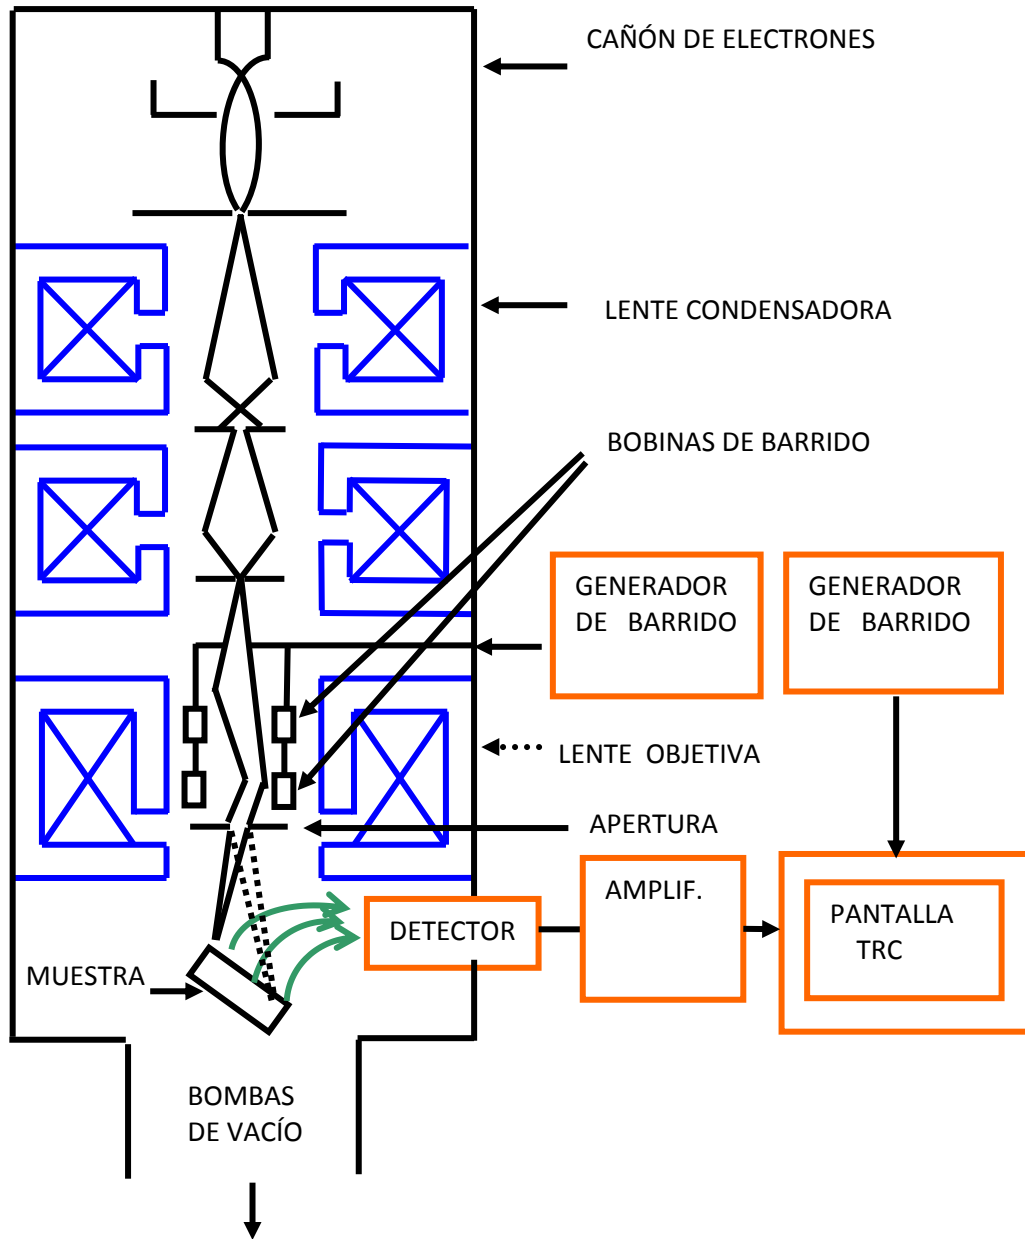 CAÑÓN DE ELECTRONES
LENTE CONDENSADORA
BOBINAS DE BARRIDO
GENERADOR
DE BARRIDO
GENERADOR
DE BARRIDO
LENTE OBJETIVA
APERTURA
AMPLIF.
DETECTOR
PANTALLA
TRC
MUESTRA
BOMBAS
DE VACÍO